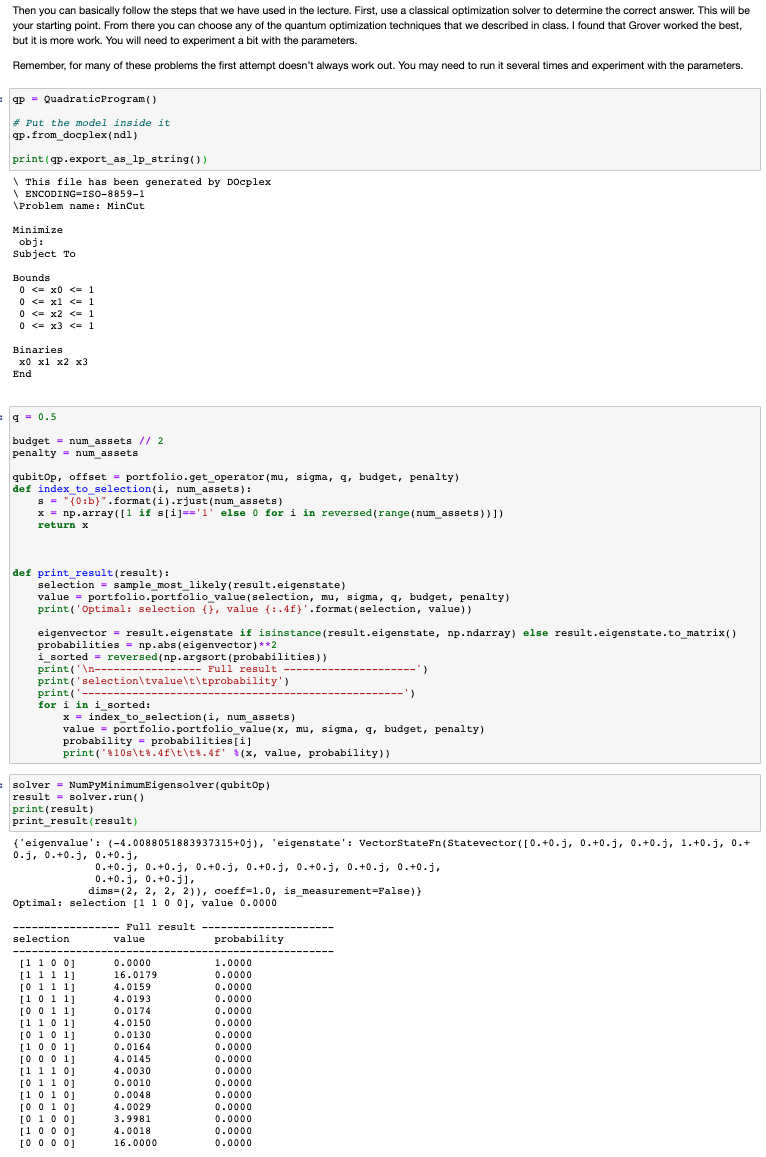 Then you can basically follow the steps that we have used in the lecture. First, use a classical optimization solver to determine the correct answer. This will be
your starting point. From there you can choose any of the quantum optimization techniques that we described in class. I found that Grover worked the best,
but it is more work. You will need to experiment a bit with the parameters.
Remember, for many of these problems the first attempt doesn't always work out. You may need to run it several times and experiment with the parameters.
: qp = QuadraticProgram()
# Put the model inside it
qp.from_docplex(ndl)
print(qp.export_as_lp_string())
\ This file has been generated by DOcplex
\ ENCODING=ISO-8859-1
\Problem name: MinCut
Minimize
obj:
Subject To
Bounds
0 <= x0 <= 1
0 <= x1 <= 1
0 <= x2 <= 1
0 <= x3 <= 1
Binaries
x0 x1 x2 x3
End
: q = 0.5
budget = num_assets // 2
penalty = num_assets
qubitOp, offset = portfolio.get_operator(mu, sigma, q, budget, penalty)
def index_to_selection(i, num_assets):
    s = "{0:b}".format(i).rjust(num_assets)
    x = np.array([1 if s[i]=='1' else 0 for i in reversed(range(num_assets))])
    return x
def print_result(result):
    selection = sample_most_likely(result.eigenstate)
    value = portfolio.portfolio_value(selection, mu, sigma, q, budget, penalty)
    print('Optimal: selection {}, value {:.4f}'.format(selection, value))
    eigenvector = result.eigenstate if isinstance(result.eigenstate, np.ndarray) else result.eigenstate.to_matrix()
    probabilities = np.abs(eigenvector)**2
    i_sorted = reversed(np.argsort(probabilities))
    print('\n----------------- Full result ---------------------')
    print('selection\tvalue\t\tprobability')
    print('---------------------------------------------------')
    for i in i_sorted:
        x = index_to_selection(i, num_assets)
        value = portfolio.portfolio_value(x, mu, sigma, q, budget, penalty)
        probability = probabilities[i]
        print('%10s\t%.4f\t\t%.4f' %(x, value, probability))
: solver = NumPyMinimumEigensolver(qubitOp)
result = solver.run()
print(result)
print_result(result)
{'eigenvalue': (-4.0088051883937315+0j), 'eigenstate': VectorStateFn(Statevector([0.+0.j, 0.+0.j, 0.+0.j, 1.+0.j, 0.+
0.j, 0.+0.j, 0.+0.j,
0.+0.j, 0.+0.j, 0.+0.j, 0.+0.j, 0.+0.j, 0.+0.j, 0.+0.j,
0.+0.j, 0.+0.j],
dims=(2, 2, 2, 2)), coeff=1.0, is_measurement=False)}
Optimal: selection [1 1 0 0], value 0.0000
----------------- Full result ---------------------
selection value probability
---------------------------------------------------
[1 1 0 0] 0.0000 1.0000
[1 1 1 1] 16.0179 0.0000
[0 1 1 1] 4.0159 0.0000
[1 0 1 1] 4.0193 0.0000
[0 0 1 1] 0.0174 0.0000
[1 1 0 1] 4.0150 0.0000
[0 1 0 1] 0.0130 0.0000
[1 0 0 1] 0.0164 0.0000
[0 0 0 1] 4.0145 0.0000
[1 1 1 0] 4.0030 0.0000
[0 1 1 0] 0.0010 0.0000
[1 0 1 0] 0.0048 0.0000
[0 0 1 0] 4.0029 0.0000
[0 1 0 0] 3.9981 0.0000
[1 0 0 0] 4.0018 0.0000
[0 0 0 0] 16.0000 0.0000